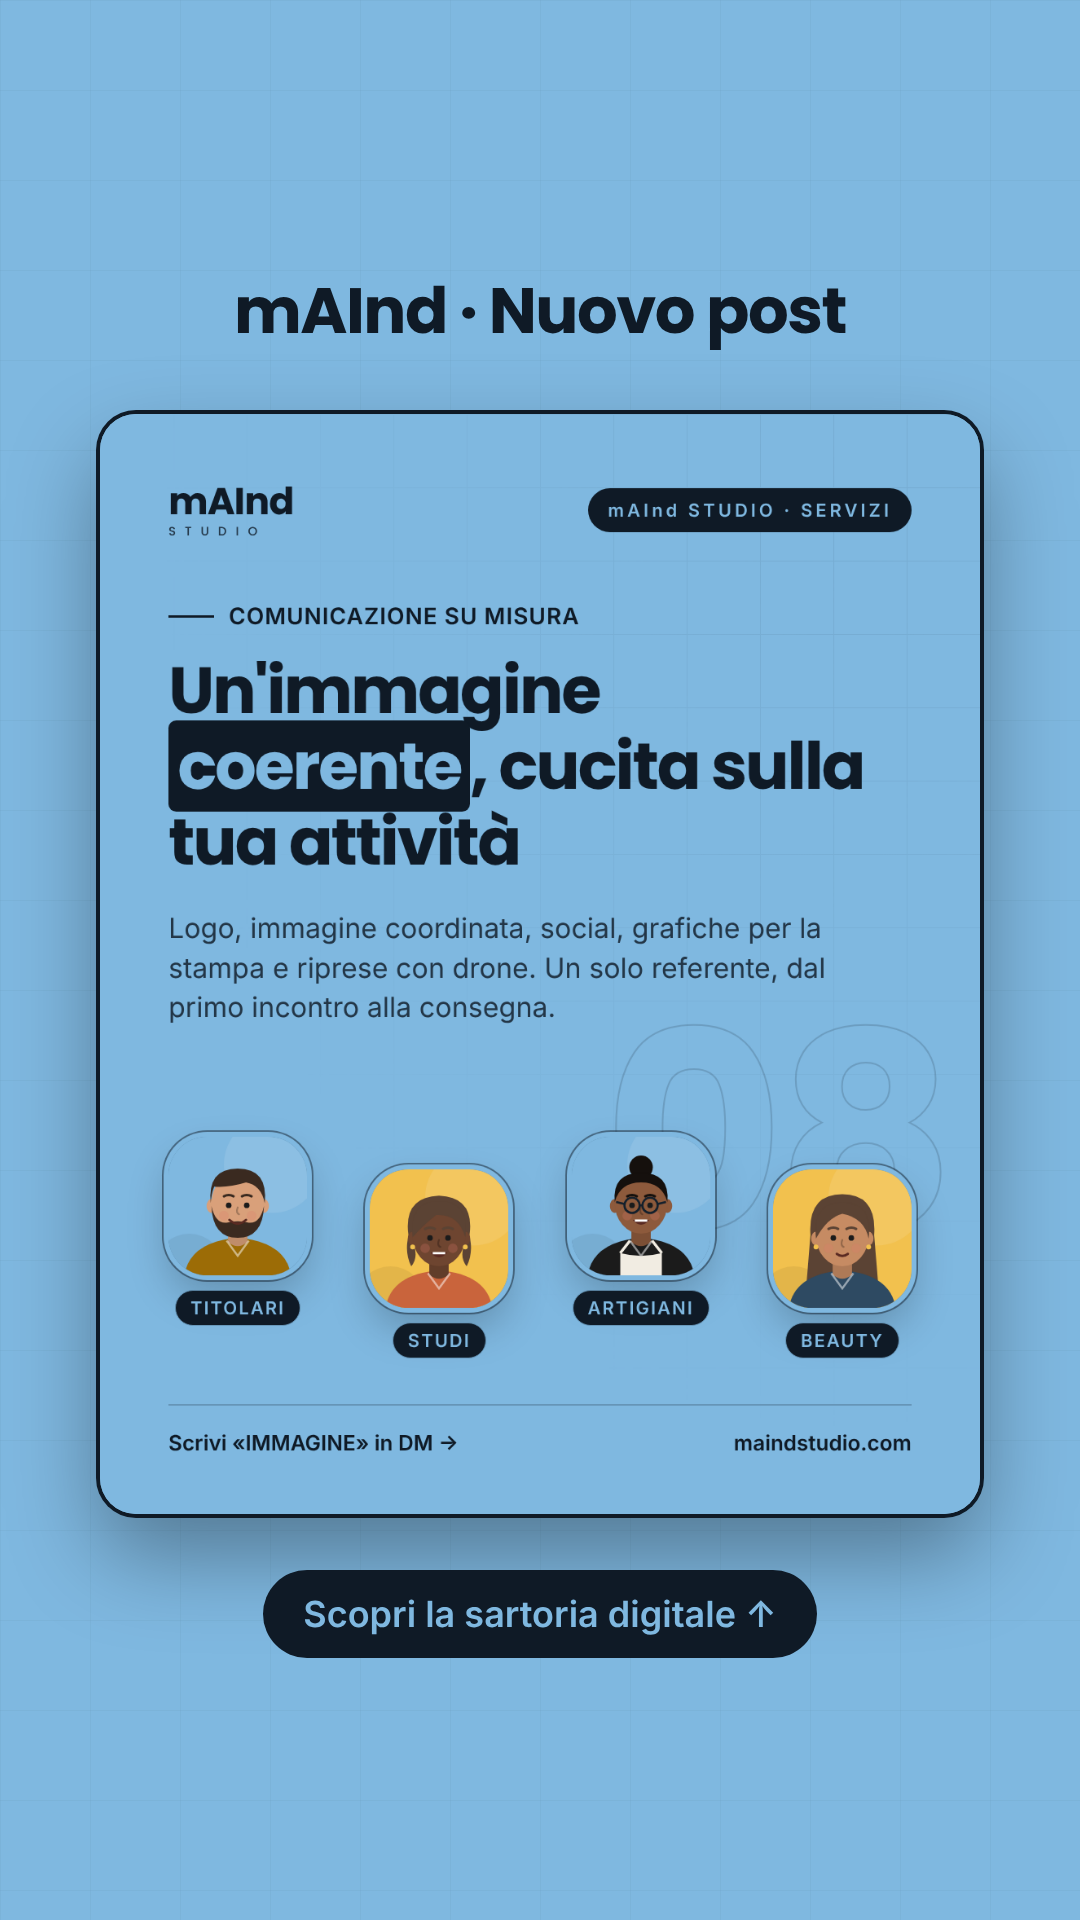 mAInd · Nuovo post
mAInd
STUDIO
mAInd STUDIO · SERVIZI
COMUNICAZIONE SU MISURA
Un'immagine
coerente, cucita sulla
tua attività
Logo, immagine coordinata, social, grafiche per la
stampa e riprese con drone. Un solo referente, dal
primo incontro alla consegna.
08
TITOLARI
STUDI
ARTIGIANI
BEAUTY
Scrivi «IMMAGINE» in DM →
maindstudio.com
Scopri la sartoria digitale ↑